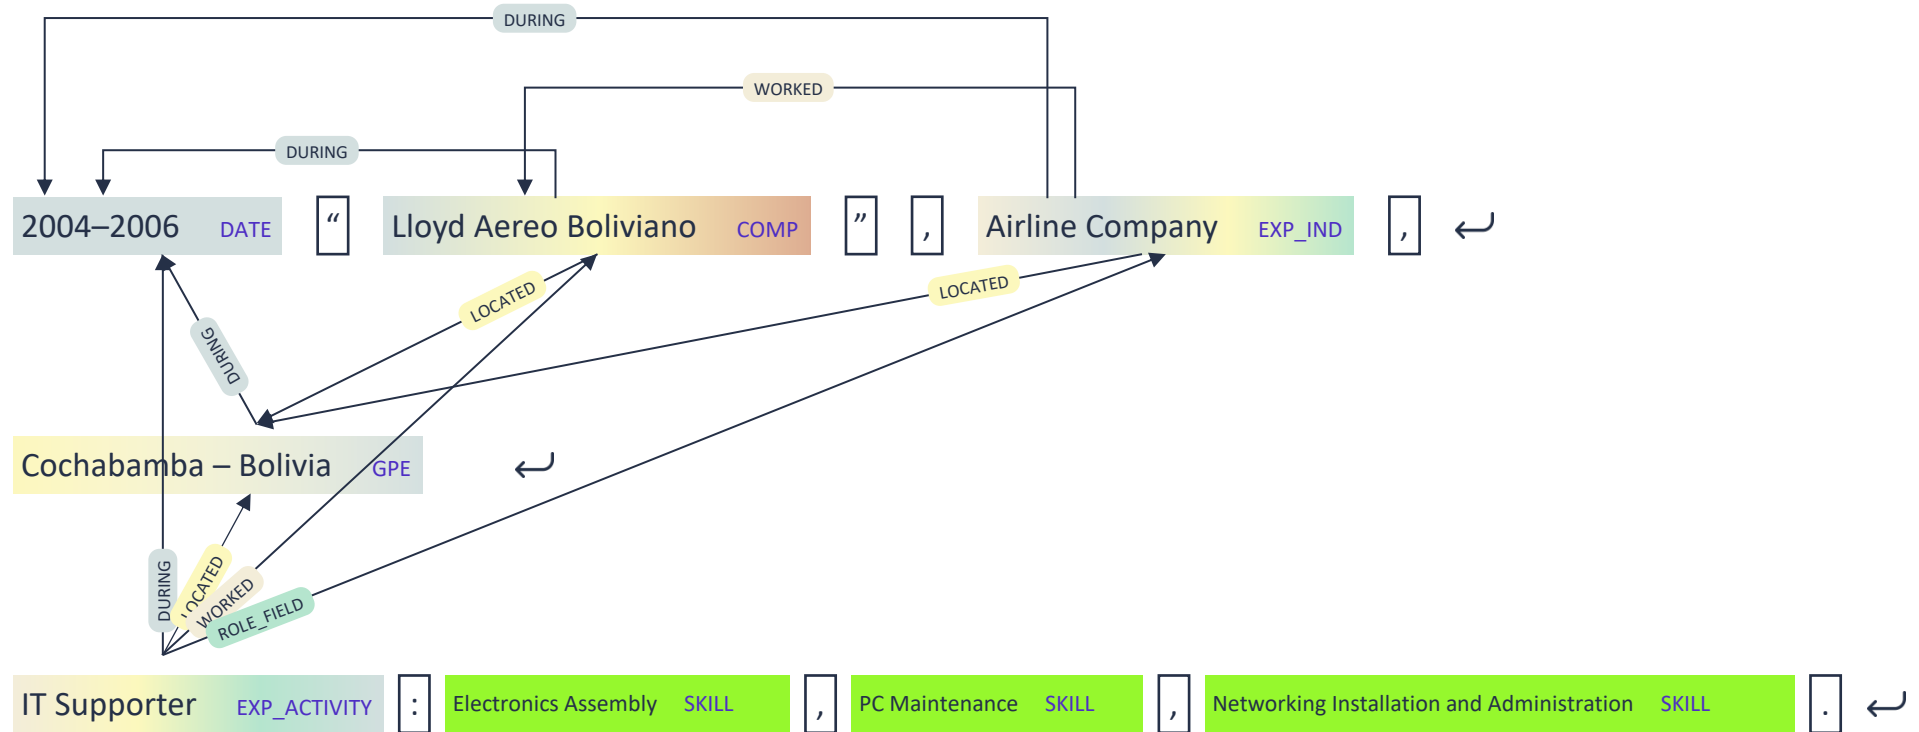 DURING
WORKED
DURING
2004–2006 DATE “ Lloyd Aereo Boliviano COMP ” , Airline Company EXP_IND , ↵
LOCATED
LOCATED
DURING
Cochabamba – Bolivia GPE ↵
DURING
LOCATED
WORKED
ROLE_FIELD
IT Supporter EXP_ACTIVITY : Electronics Assembly SKILL , PC Maintenance SKILL , Networking Installation and Administration SKILL . ↵